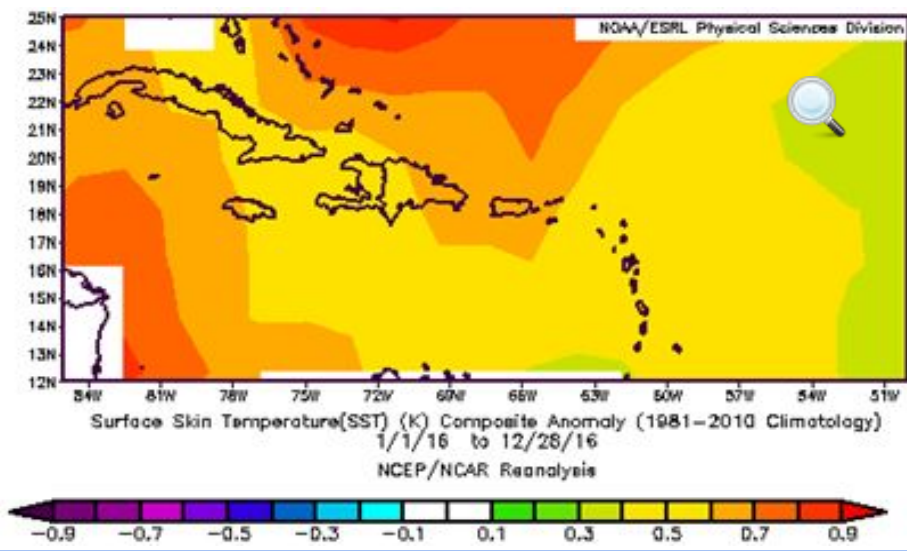 25N
NOAA/ESRL Physical Sciences Division
24N
23N
22N
21N
20N
19N
18N
17N
16N
15N
14N
13N
12N
84W 81W 78W 75W 72W 69W 66W 63W 60W 57W 54W 51W
Surface Skin Temperature(SST) (K) Composite Anomaly (1981-2010 Climatology)
1/1/16 to 12/28/16
NCEP/NCAR Reanalysis
-0.9 -0.7 -0.5 -0.3 -0.1 0.1 0.3 0.5 0.7 0.9